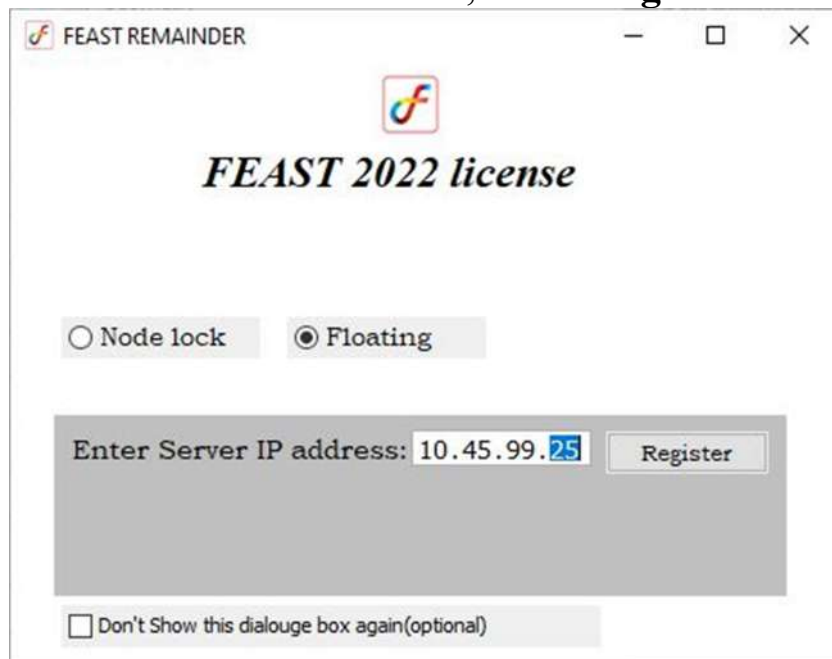 FEAST REMAINDER
FEAST 2022 license
Node lock Floating
Enter Server IP address: 10.45.99.25 Register
Don't Show this dialouge box again(optional)